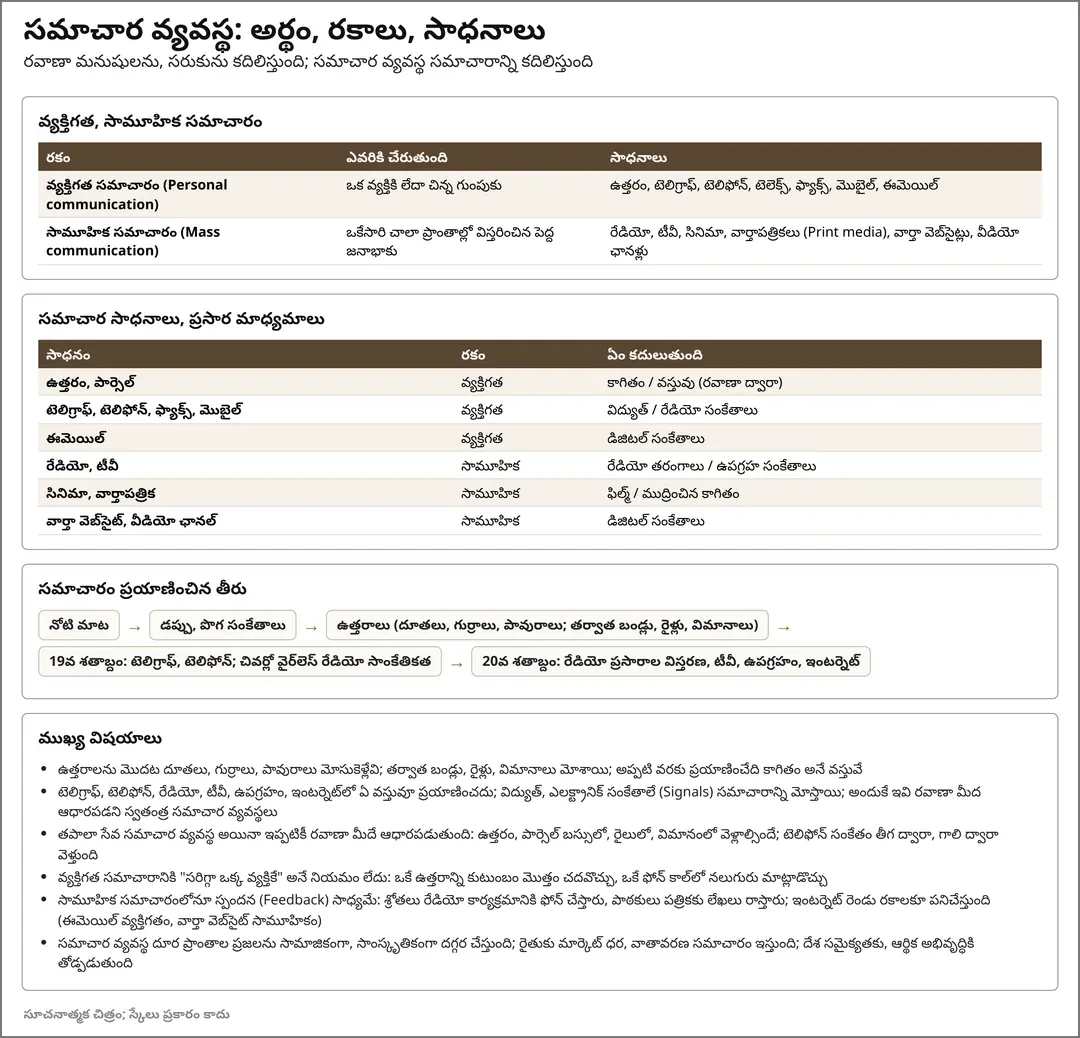 సమాచార వ్యవస్థ: అర్థం, రకాలు, సాధనాలు
రవాణా మనుషులను, సరుకును కదిలిస్తుంది; సమాచార వ్యవస్థ సమాచారాన్ని కదిలిస్తుంది
వ్యక్తిగత, సామూహిక సమాచారం
రకం ఎవరికి చేరుతుంది సాధనాలు
వ్యక్తిగత సమాచారం (Personal communication) ఒక వ్యక్తికి లేదా చిన్న గుంపుకు ఉత్తరం, టెలిగ్రాఫ్, టెలిఫోన్, టెలెక్స్, ఫ్యాక్స్, మొబైల్, ఈమెయిల్
సామూహిక సమాచారం (Mass communication) ఒకేసారి చాలా ప్రాంతాల్లో విస్తరించిన పెద్ద జనాభాకు రేడియో, టీవీ, సినిమా, వార్తాపత్రికలు (Print media), వార్తా వెబ్‌సైట్లు, వీడియో ఛానళ్లు
సమాచార సాధనాలు, ప్రసార మాధ్యమాలు
సాధనం రకం ఏం కదులుతుంది
ఉత్తరం, పార్సెల్ వ్యక్తిగత కాగితం / వస్తువు (రవాణా ద్వారా)
టెలిగ్రాఫ్, టెలిఫోన్, ఫ్యాక్స్, మొబైల్ వ్యక్తిగత విద్యుత్ / రేడియో సంకేతాలు
ఈమెయిల్ వ్యక్తిగత డిజిటల్ సంకేతాలు
రేడియో, టీవీ సామూహిక రేడియో తరంగాలు / ఉపగ్రహ సంకేతాలు
సినిమా, వార్తాపత్రిక సామూహిక ఫిల్మ్ / ముద్రించిన కాగితం
వార్తా వెబ్‌సైట్, వీడియో ఛానల్ సామూహిక డిజిటల్ సంకేతాలు
సమాచారం ప్రయాణించిన తీరు
నోటి మాట → డప్పు, పొగ సంకేతాలు → ఉత్తరాలు (దూతలు, గుర్రాలు, పావురాలు; తర్వాత బండ్లు, రైళ్లు, విమానాలు) →
19వ శతాబ్దం: టెలిగ్రాఫ్, టెలిఫోన్; చివర్లో వైర్‌లెస్ రేడియో సాంకేతికత → 20వ శతాబ్దం: రేడియో ప్రసారాల విస్తరణ, టీవీ, ఉపగ్రహం, ఇంటర్నెట్
ముఖ్య విషయాలు
• ఉత్తరాలను మొదట దూతలు, గుర్రాలు, పావురాలు మోసుకెళ్లేవి; తర్వాత బండ్లు, రైళ్లు, విమానాలు మోశాయి; అప్పటి వరకు ప్రయాణించేది కాగితం అనే వస్తువే
• టెలిగ్రాఫ్, టెలిఫోన్, రేడియో, టీవీ, ఉపగ్రహం, ఇంటర్నెట్‌లో ఏ వస్తువూ ప్రయాణించదు; విద్యుత్, ఎలక్ట్రానిక్ సంకేతాలే (Signals) సమాచారాన్ని మోస్తాయి; అందుకే ఇవి రవాణా మీద
ఆధారపడని స్వతంత్ర సమాచార వ్యవస్థలు
• తపాలా సేవ సమాచార వ్యవస్థ అయినా ఇప్పటికీ రవాణా మీదే ఆధారపడుతుంది: ఉత్తరం, పార్సెల్ బస్సులో, రైలులో, విమానంలో వెళ్లాల్సిందే; టెలిఫోన్ సంకేతం తీగ ద్వారా, గాలి ద్వారా
వెళ్తుంది
• వ్యక్తిగత సమాచారానికి "సరిగ్గా ఒక్క వ్యక్తికే" అనే నియమం లేదు: ఒకే ఉత్తరాన్ని కుటుంబం మొత్తం చదవొచ్చు, ఒకే ఫోన్ కాల్‌లో నలుగురు మాట్లాడొచ్చు
• సామూహిక సమాచారంలోనూ స్పందన (Feedback) సాధ్యమే: శ్రోతలు రేడియో కార్యక్రమానికి ఫోన్ చేస్తారు, పాఠకులు పత్రికకు లేఖలు రాస్తారు; ఇంటర్నెట్ రెండు రకాలకూ పనిచేస్తుంది
(ఈమెయిల్ వ్యక్తిగతం, వార్తా వెబ్‌సైట్ సామూహికం)
• సమాచార వ్యవస్థ దూర ప్రాంతాల ప్రజలను సామాజికంగా, సాంస్కృతికంగా దగ్గర చేస్తుంది; రైతుకు మార్కెట్ ధర, వాతావరణ సమాచారం ఇస్తుంది; దేశ సమైక్యతకు, ఆర్థిక అభివృద్ధికి
తోడ్పడుతుంది
సూచనాత్మక చిత్రం; స్కేలు ప్రకారం కాదు